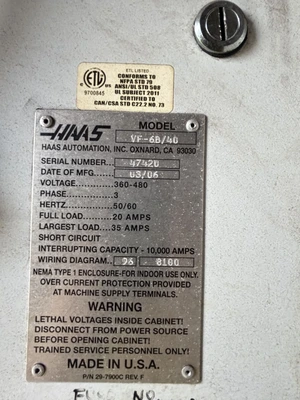 ETL LISTED
CONFORMS TO
NFPA STD 79
ANSI/UL STD 508
UL SUBJECT 2011
CERTIFIED TO
CAN/CSA STD C22.2 NO. 73
ETL
9700845
HAAS MODEL VF-6D/40
HAAS AUTOMATION, INC. OXNARD, CA 93030
SERIAL NUMBER... 47420
DATE OF MFG..... 03/06
VOLTAGE............360-480
PHASE................3
HERTZ................50/60
FULL LOAD..........20 AMPS
LARGEST LOAD...35 AMPS
SHORT CIRCUIT
INTERRUPTING CAPACITY - 10,000 AMPS
WIRING DIAGRAM.. 96 - 0100
NEMA TYPE 1 ENCLOSURE-FOR INDOOR USE ONLY.
OVER CURRENT PROTECTION PROVIDED
AT MACHINE SUPPLY TERMINALS.
WARNING
LETHAL VOLTAGES INSIDE CABINET!
DISCONNECT FROM POWER SOURCE
BEFORE OPENING CABINET!
TRAINED SERVICE PERSONNEL ONLY!
MADE IN U.S.A.
P/N 29-7900C REV. F